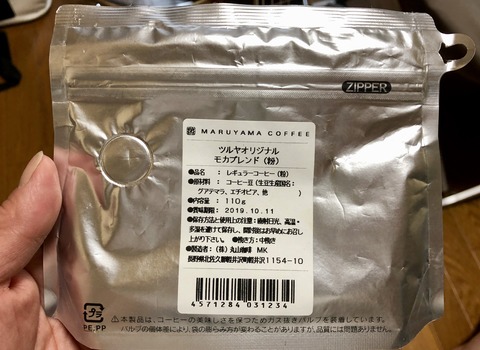 ZIPPER
MARUYAMA COFFEE
ツルヤオリジナル
モカブレンド（粉）
●品名 ： レギュラーコーヒー（粉）
●原材料 ： コーヒー豆（生豆生産国名：
グアテマラ、エチオピア、他 ）
●内容量 ： 110g
●賞味期限 ： 2019.10.11
●保存方法と使用上の注意：直射日光、高温・
多湿を避けて保存し、開封後はお早めにお召し
上がり下さい。 ●挽き方：中挽き
●製造者：（株）丸山珈琲 MK
長野県北佐久郡軽井沢町軽井沢1154-10
4571284031234
プラ
PE,PP
⚠本製品は、コーヒーの美味しさを保つためガス抜きバルブを装着しています。
バルブの個体差により、袋の膨らみ方が変わることがありますが、品質には問題ありません。